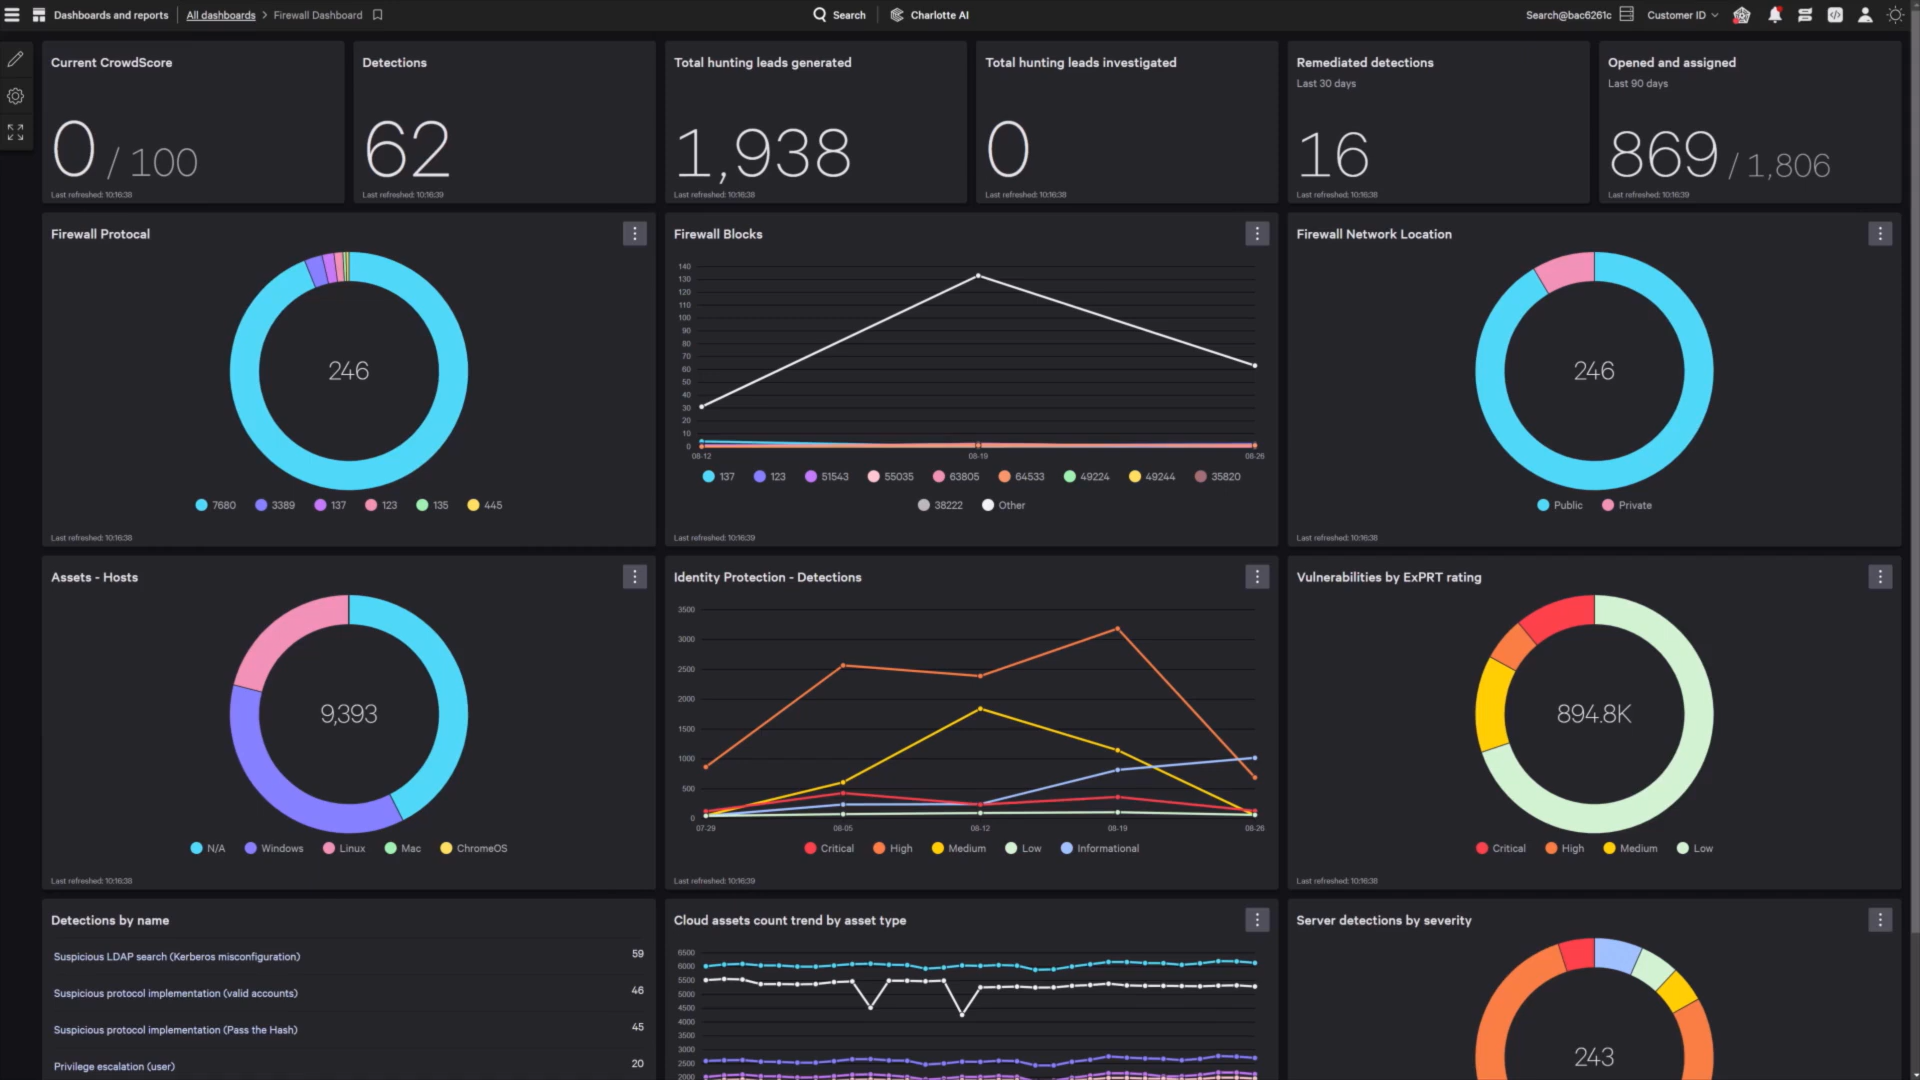 Dashboards and reports All dashboards > Firewall Dashboard Search Charlotte AI Search@bac6261c Customer ID
Current CrowdScore
0 / 100
Last refreshed: 10:16:38
Detections
62
Last refreshed: 10:16:39
Total hunting leads generated
1,938
Last refreshed: 10:16:38
Total hunting leads investigated
0
Last refreshed: 10:16:38
Remediated detections
Last 30 days
16
Last refreshed: 10:16:38
Opened and assigned
Last 90 days
869 / 1,806
Last refreshed: 10:16:39
Firewall Protocal
246
7680 3389 137 123 135 445
Last refreshed: 10:16:38
Firewall Blocks
140
130
120
110
100
90
80
70
60
50
40
30
20
10
0
08-12 08-19 08-26
137 123 51543 55035 63805 64533 49224 49244 35820
38222 Other
Last refreshed: 10:16:39
Firewall Network Location
246
Public Private
Last refreshed: 10:16:38
Assets - Hosts
9,393
N/A Windows Linux Mac ChromeOS
Last refreshed: 10:16:38
Identity Protection - Detections
3500
3000
2500
2000
1500
1000
500
0
07-29 08-05 08-12 08-19 08-26
Critical High Medium Low Informational
Last refreshed: 10:16:39
Vulnerabilities by ExPRT rating
894.8K
Critical High Medium Low
Last refreshed: 10:16:38
Detections by name
Suspicious LDAP search (Kerberos misconfiguration) 59
Suspicious protocol implementation (valid accounts) 46
Suspicious protocol implementation (Pass the Hash) 45
Privilege escalation (user) 20
Cloud assets count trend by asset type
6500
6000
5500
5000
4500
4000
3500
3000
2500
2000
Server detections by severity
243